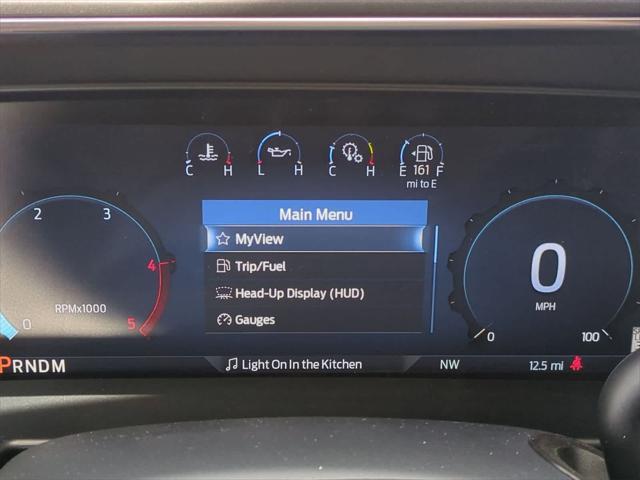 C H
L H
C H
E 161 F
mi to E
Main Menu
MyView
Trip/Fuel
Head-Up Display (HUD)
Gauges
0 2 3 4 5
RPMx1000
0
MPH
0 100
PRNDM
Light On In the Kitchen
NW
12.5 mi